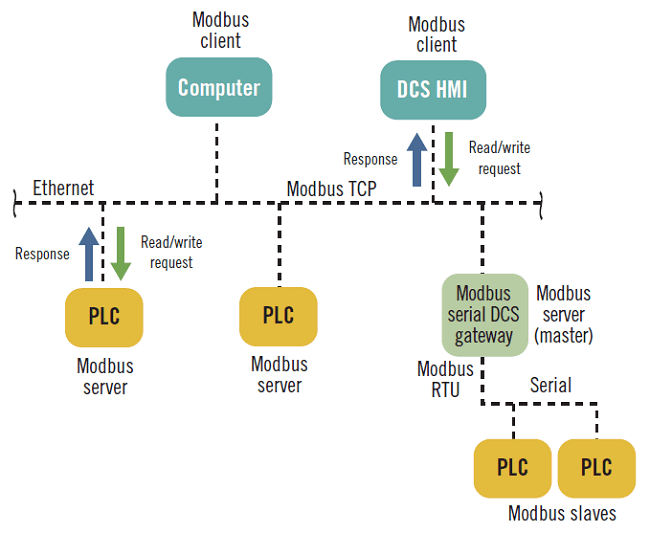 Modbus
client
Modbus
client
Computer
DCS HMI
Response
Read/write
request
Ethernet
Modbus TCP
Response
Read/write
request
PLC
PLC
Modbus
serial DCS
gateway
Modbus
server
(master)
Modbus
server
Modbus
server
Modbus
RTU
Serial
PLC
PLC
Modbus slaves